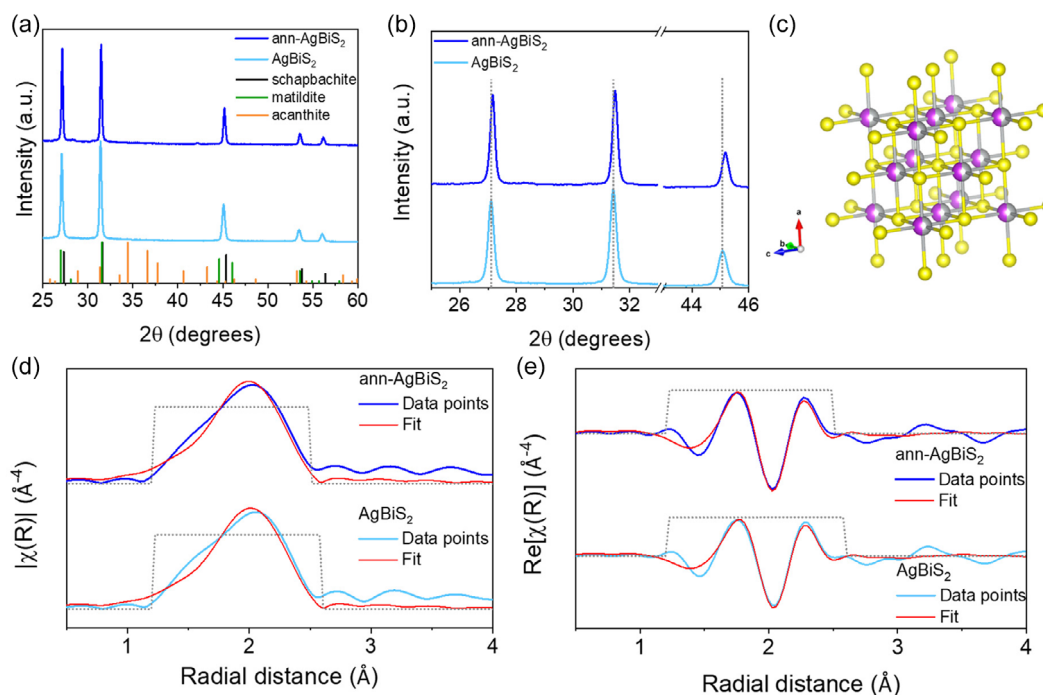 (a)
ann-AgBiS₂
AgBiS₂
schapbachite
matildite
acanthite
Intensity (a.u.)
25 30 35 40 45 50 55 60
2θ (degrees)
(b)
ann-AgBiS₂
AgBiS₂
Intensity (a.u.)
26 28 30 32 44 46
2θ (degrees)
(c)
a
b
c
(d)
ann-AgBiS₂
Data points
Fit
AgBiS₂
Data points
Fit
|χ(R)| (Å⁻⁴)
1 2 3 4
Radial distance (Å)
(e)
ann-AgBiS₂
Data points
Fit
AgBiS₂
Data points
Fit
Re[χ(R)] (Å⁻⁴)
1 2 3 4
Radial distance (Å)